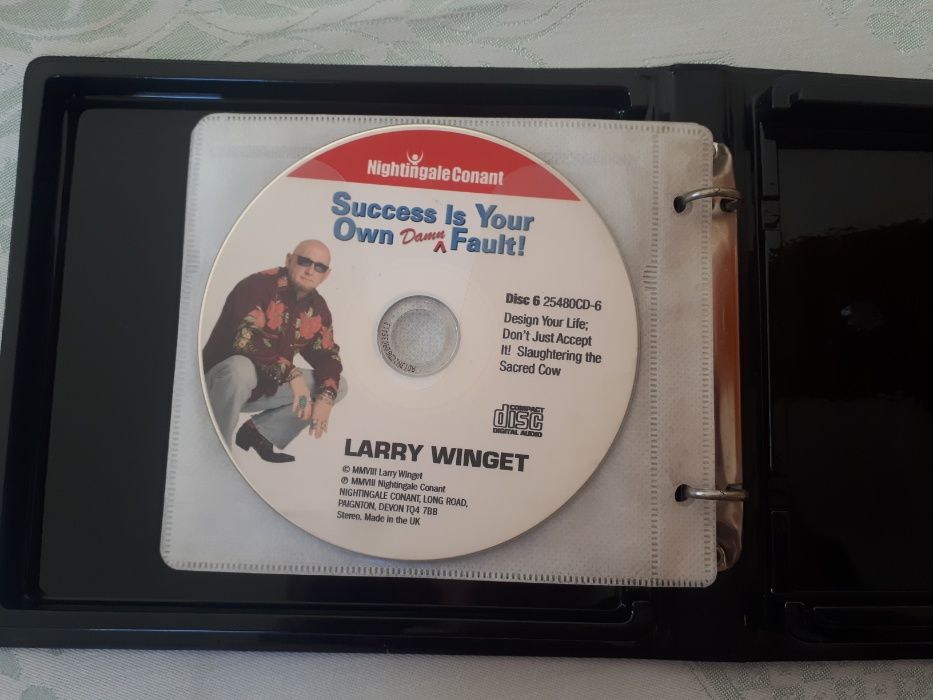 Nightingale Conant
Success Is Your
Own Damn Fault!
Disc 6 25480CD-6
Design Your Life;
Don't Just Accept
It! Slaughtering the
Sacred Cow
COMPACT
disc
DIGITAL AUDIO
LARRY WINGET
© MMVIII Larry Winget
℗ MMVIII Nightingale Conant
NIGHTINGALE CONANT, LONG ROAD,
PAIGNTON, DEVON TQ4 7BB
Stereo. Made in the UK